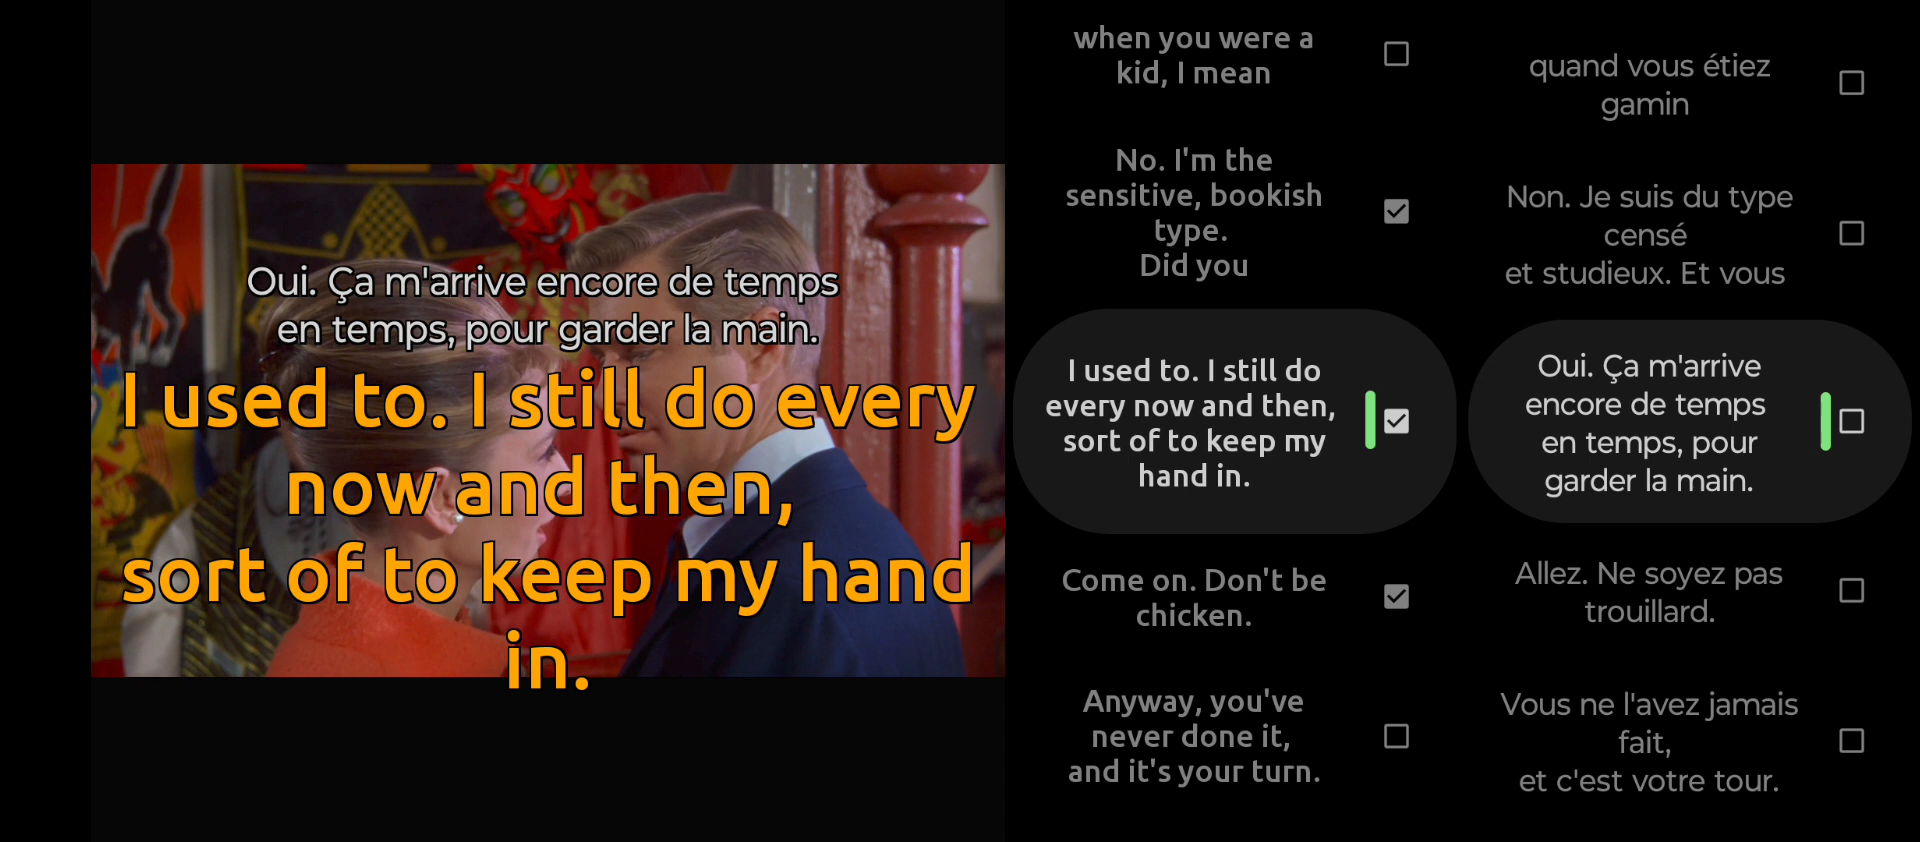 Oui. Ça m'arrive encore de temps
en temps, pour garder la main.
I used to. I still do every
now and then,
sort of to keep my hand
in.
when you were a
kid, I mean
No. I'm the
sensitive, bookish
type.
Did you
I used to. I still do
every now and then,
sort of to keep my
hand in.
Come on. Don't be
chicken.
Anyway, you've
never done it,
and it's your turn.
quand vous étiez
gamin
Non. Je suis du type
censé
et studieux. Et vous
Oui. Ça m'arrive
encore de temps
en temps, pour
garder la main.
Allez. Ne soyez pas
trouillard.
Vous ne l'avez jamais
fait,
et c'est votre tour.